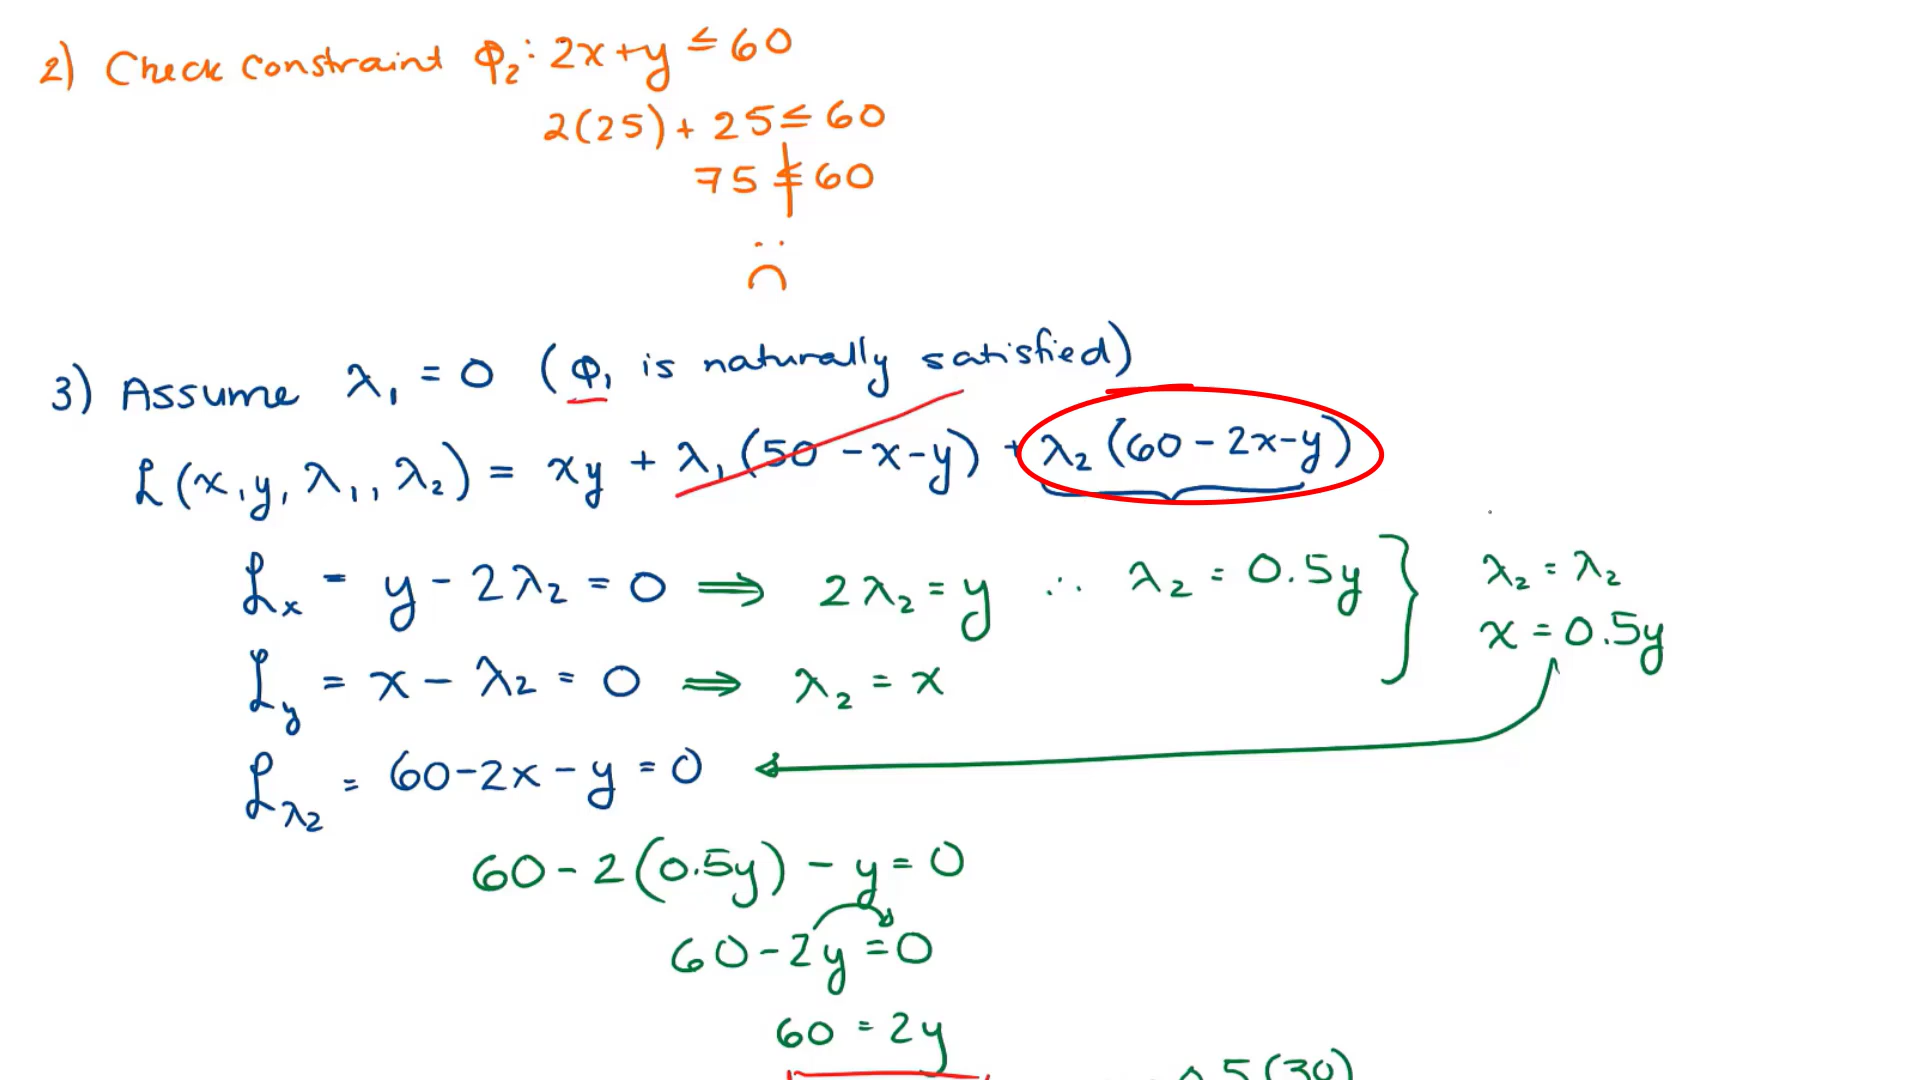 2) Check constraint Φ₂: 2x+y ≤ 60
2(25) + 25 ≤ 60
75 ≰ 60
3) Assume λ₁ = 0 (Φ₁ is naturally satisfied)
ℒ(x,y,λ₁,λ₂) = xy + λ₁(50-x-y) + λ₂(60-2x-y)
ℒₓ = y - 2λ₂ = 0 ⟹ 2λ₂ = y ∴ λ₂ = 0.5y } λ₂ = λ₂
x = 0.5y
ℒ_y = x - λ₂ = 0 ⟹ λ₂ = x
ℒ_λ₂ = 60-2x-y = 0
60-2(0.5y)-y = 0
60-2y = 0
60 = 2y